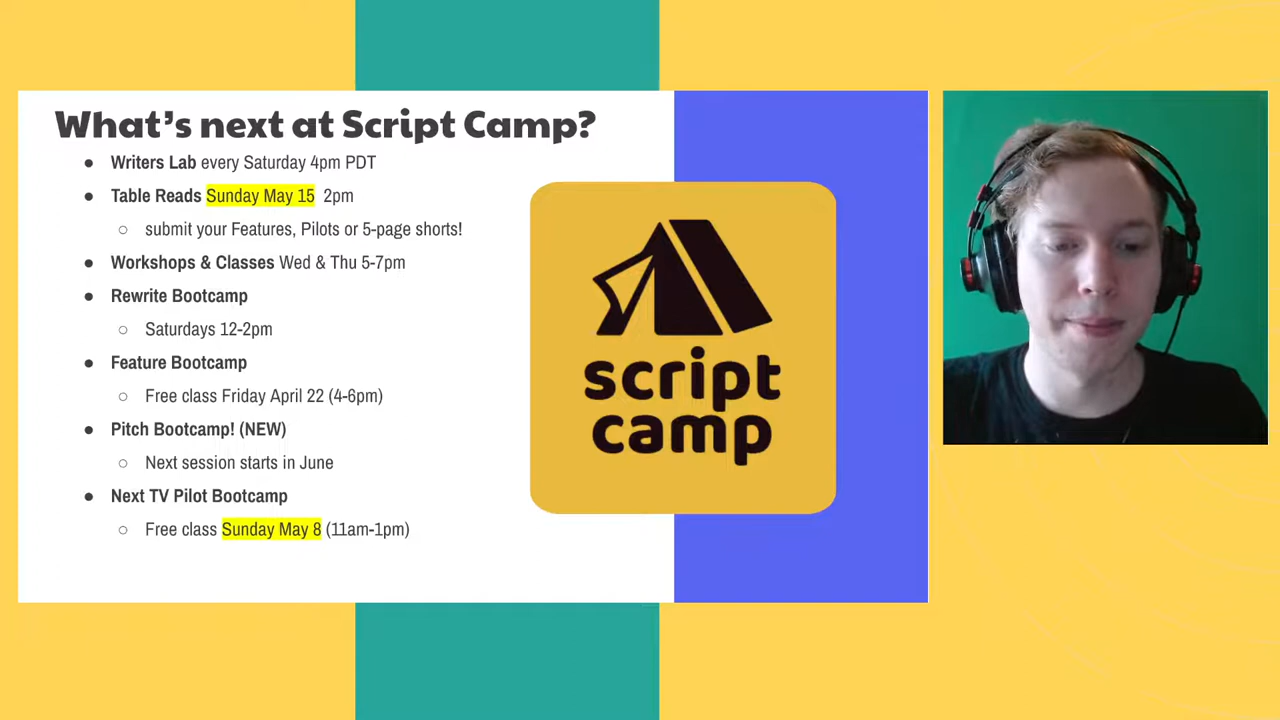 What's next at Script Camp?
● Writers Lab every Saturday 4pm PDT
● Table Reads Sunday May 15 2pm
○ submit your Features, Pilots or 5-page shorts!
● Workshops & Classes Wed & Thu 5-7pm
● Rewrite Bootcamp
○ Saturdays 12-2pm
● Feature Bootcamp
○ Free class Friday April 22 (4-6pm)
● Pitch Bootcamp! (NEW)
○ Next session starts in June
● Next TV Pilot Bootcamp
○ Free class Sunday May 8 (11am-1pm)
script
camp